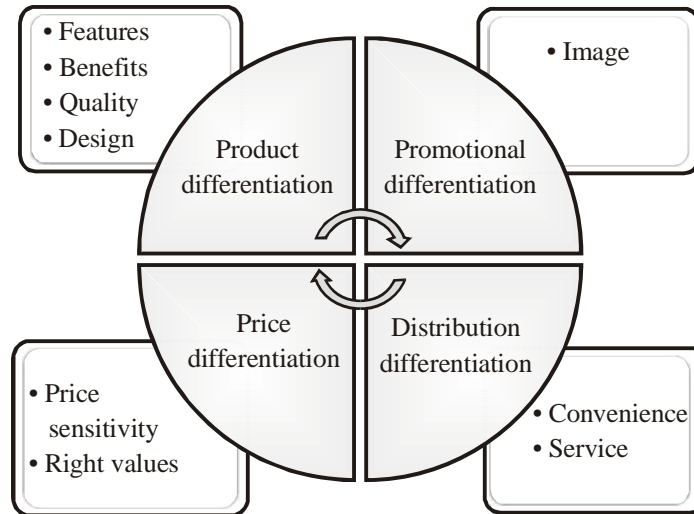 • Features
• Benefits
• Quality
• Design
• Image
Product
differentiation
Promotional
differentiation
Price
differentiation
Distribution
differentiation
• Price
sensitivity
• Right values
• Convenience
• Service